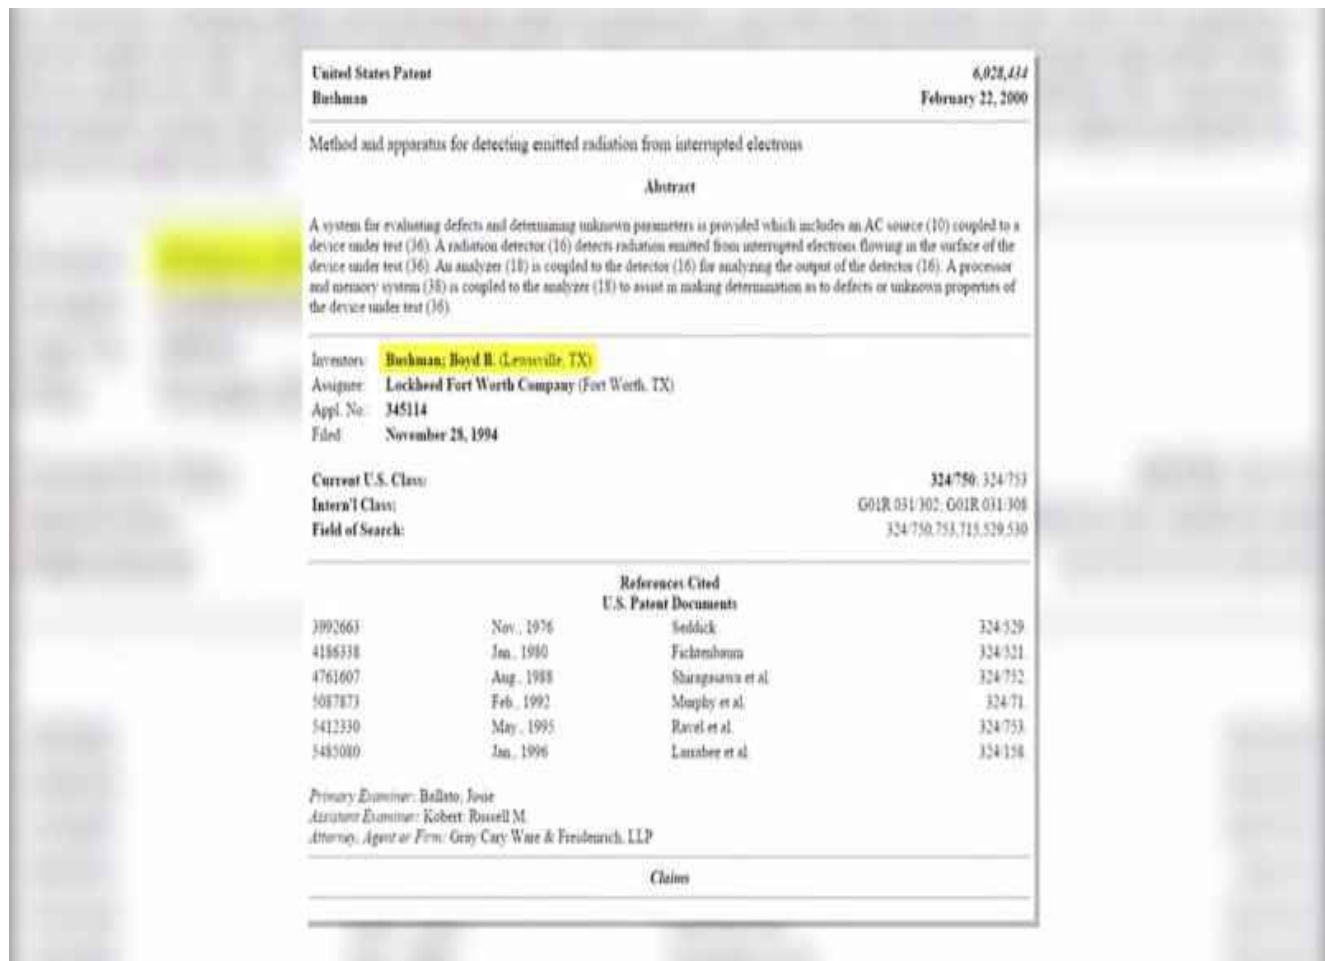 United States Patent 6,028,434
Bushman February 22, 2000
Method and apparatus for detecting emitted radiation from interrupted electrons
Abstract
A system for evaluating defects and determining unknown parameters is provided which includes an AC source (10) coupled to a
device under test (36). A radiation detector (16) detects radiation emitted from interrupted electrons flowing in the surface of the
device under test (36). An analyzer (18) is coupled to the detector (16) for analyzing the output of the detector (16). A processor
and memory system (38) is coupled to the analyzer (18) to assist in making determination as to defects or unknown properties of
the device under test (36).
Inventors: Bushman; Boyd B. (Lewisville, TX)
Assignee: Lockheed Fort Worth Company (Fort Worth, TX)
Appl. No.: 345114
Filed: November 28, 1994
Current U.S. Class: 324/750; 324/753
Intern'l Class: G01R 031/302; G01R 031/308
Field of Search: 324/750,753,715,529,530
References Cited
U.S. Patent Documents
3992663 Nov., 1976 Seddick 324/529.
4186338 Jan., 1980 Fichtenbaum 324/521.
4761607 Aug., 1988 Shiragasawa et al. 324/752.
5087873 Feb., 1992 Murphy et al. 324/71.
5412330 May., 1995 Ravel et al. 324/753.
5485080 Jan., 1996 Larrabee et al. 324/158.
Primary Examiner: Ballato; Josie
Assistant Examiner: Kobert; Russell M.
Attorney, Agent or Firm: Gray Cary Ware & Freidenrich, LLP
Claims